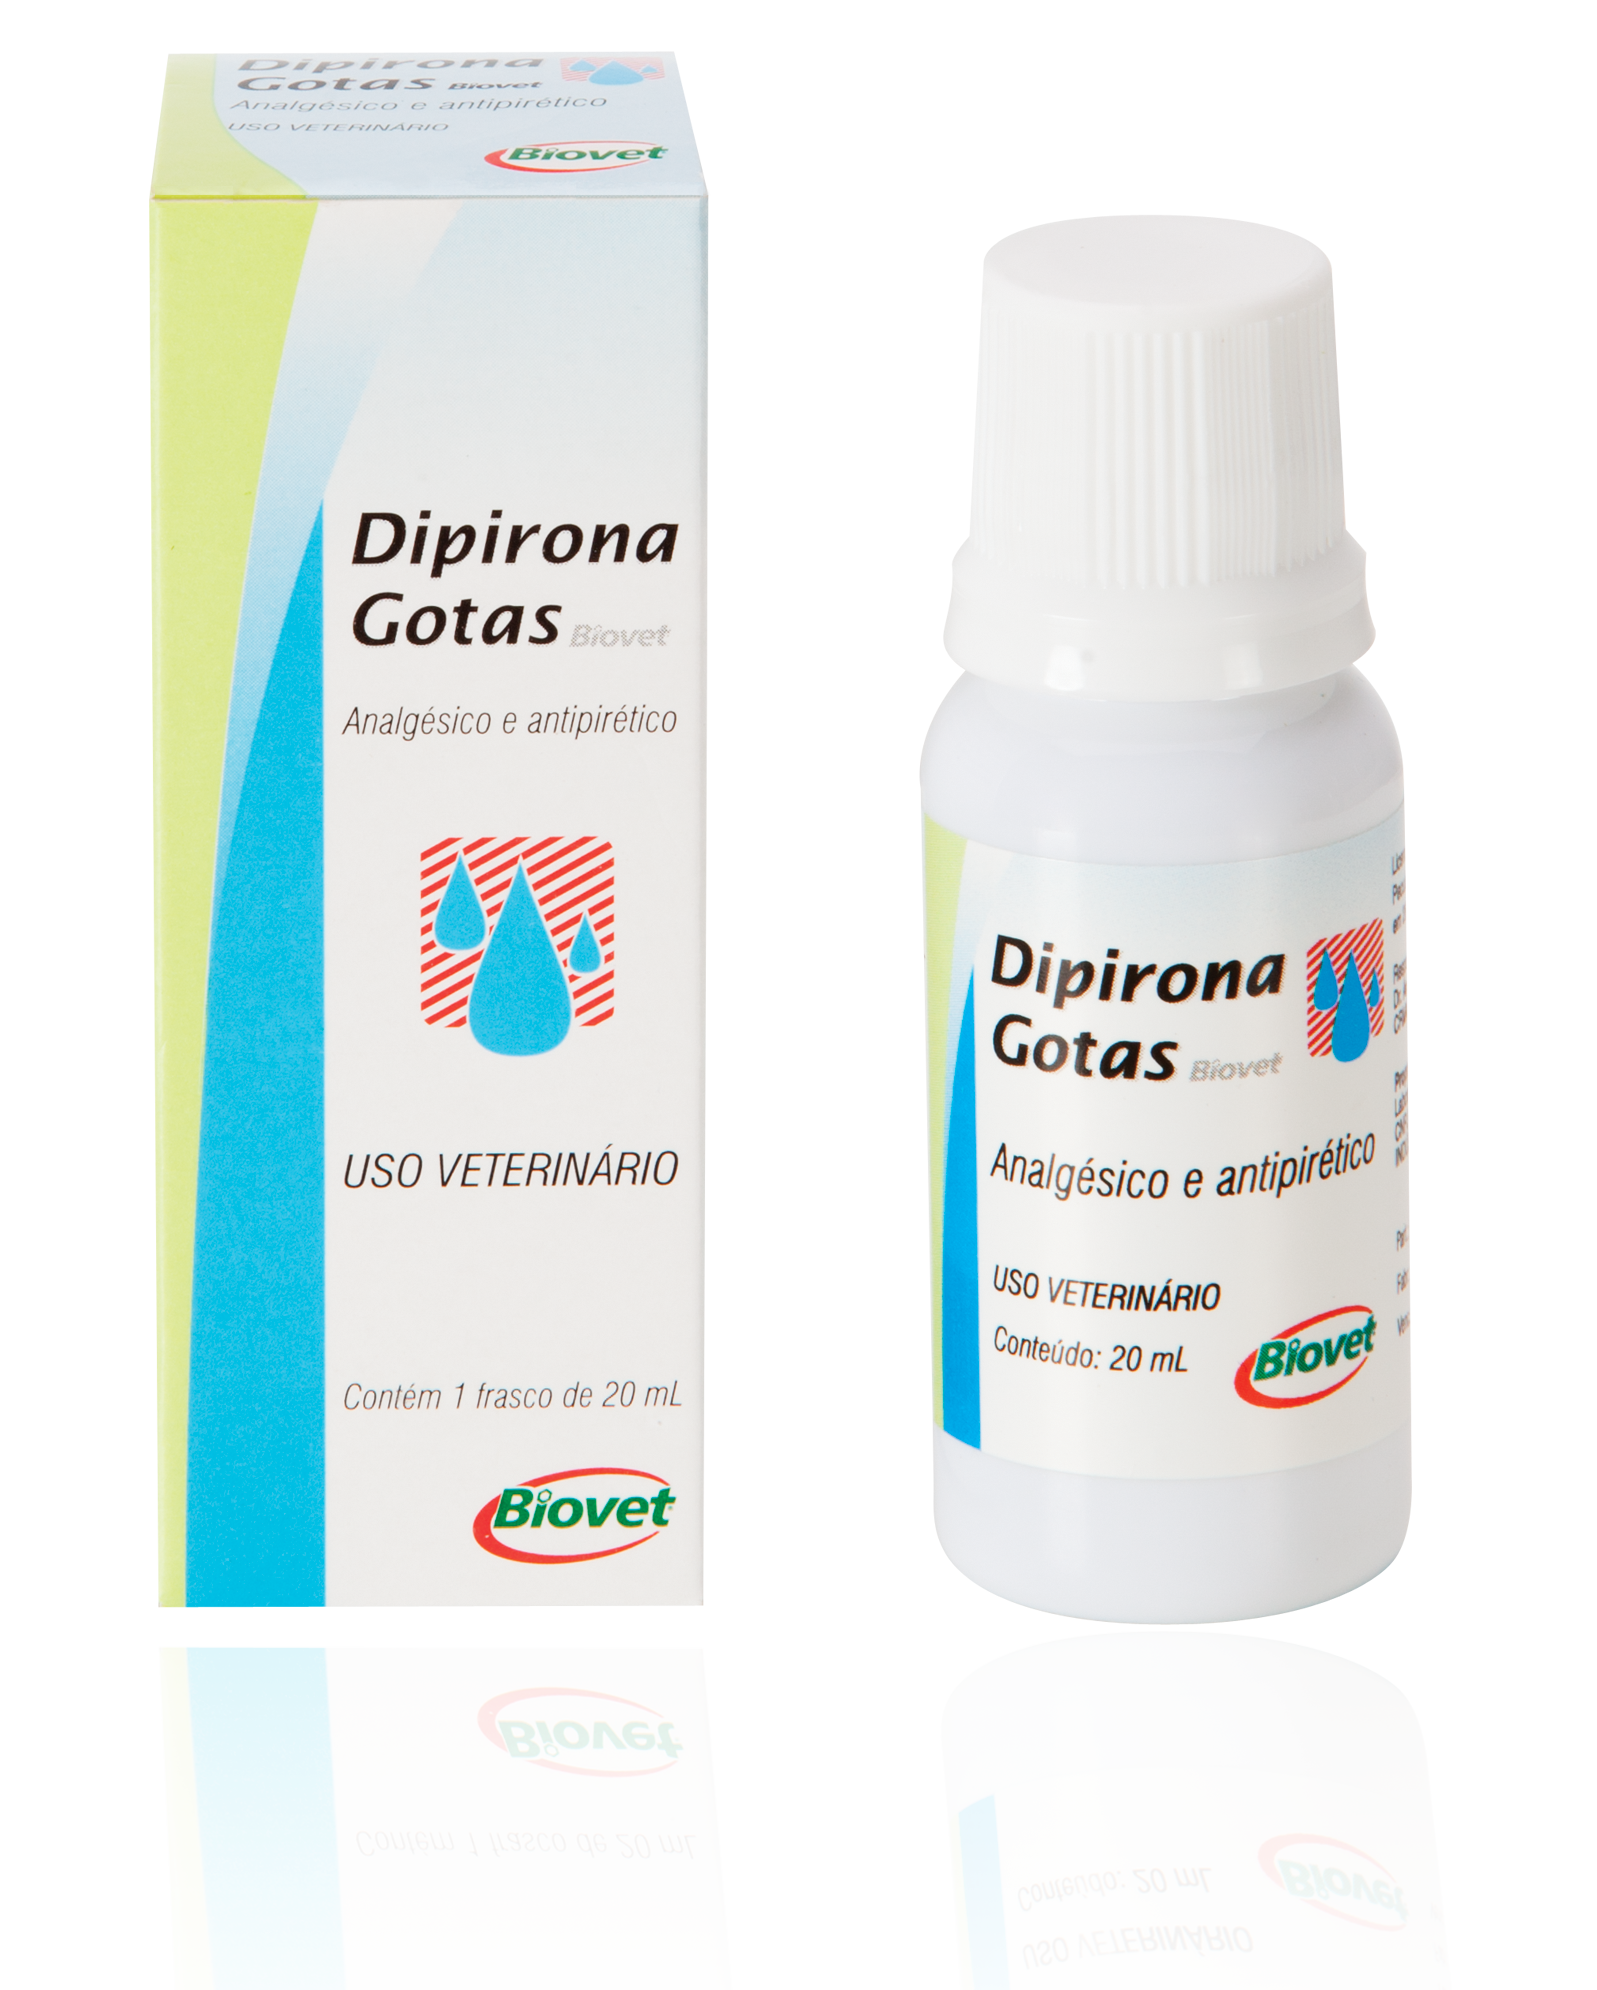 Dipirona
Gotas Biovet
Analgésico e antipirético
USO VETERINÁRIO
Biovet
Dipirona
Gotas Biovet
Analgésico e antipirético
USO VETERINÁRIO
Contém 1 frasco de 20 mL
Biovet
Dipirona
Gotas Biovet
Analgésico e antipirético
USO VETERINÁRIO
Conteúdo: 20 mL
Biovet